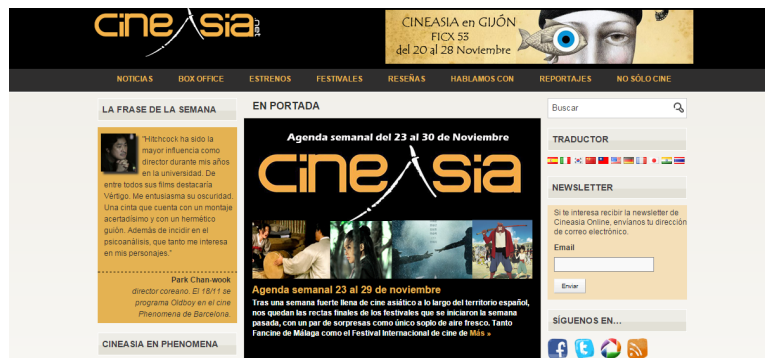 CineAsia.net
CINEASIA en GIJÓN
FICX 53
del 20 al 28 Noviembre
NOTICIAS BOX OFFICE ESTRENOS FESTIVALES RESEÑAS HABLAMOS CON REPORTAJES NO SÓLO CINE
LA FRASE DE LA SEMANA
"Hitchcock ha sido la
mayor influencia como
director durante mis años
en la universidad. De
entre todos sus films destacaría
Vértigo. Me entusiasma su oscuridad.
Una cinta que cuenta con un montaje
acertadísimo y con un hermético
guión. Además de incidir en el
psicoanálisis, que tanto me interesa
en mis personajes."
Park Chan-wook
director coreano. El 18/11 se
programa Oldboy en el cine
Phenomena de Barcelona.
CINEASIA EN PHENOMENA
EN PORTADA
Agenda semanal del 23 al 30 de Noviembre
CineAsia
Agenda semanal 23 al 29 de noviembre
Tras una semana fuerte llena de cine asiático a lo largo del territorio español,
nos quedan las rectas finales de los festivales que se iniciaron la semana
pasada, con un par de sorpresas como único soplo de aire fresco. Tanto
Fancine de Málaga como el Festival Internacional de cine de Más »
Buscar
TRADUCTOR
NEWSLETTER
Si te interesa recibir la newsletter de
Cineasia Online, envíanos tu dirección
de correo electrónico.
Email
Enviar
SÍGUENOS EN...